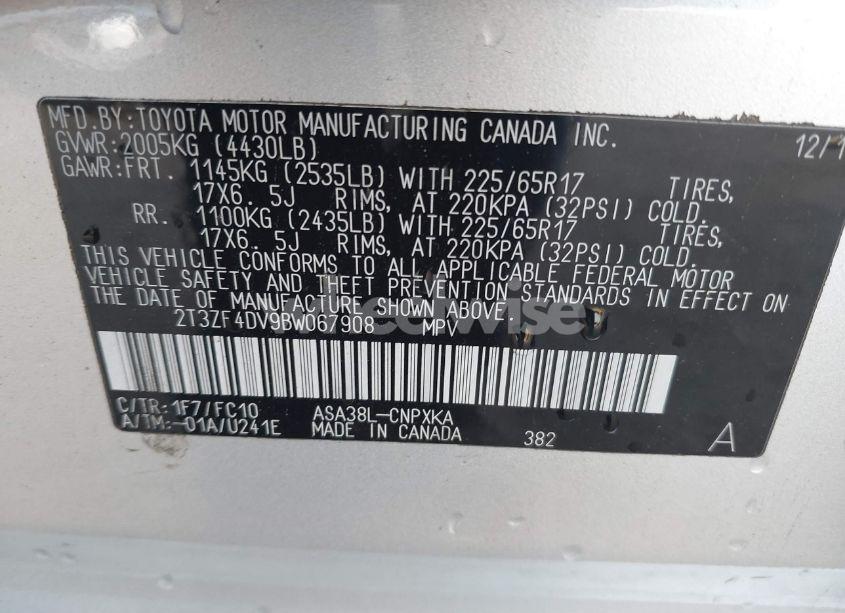 MFD.BY:TOYOTA MOTOR MANUFACTURING CANADA INC. 12/1
GVWR:2005KG (4430LB)
GAWR:FRT. 1145KG (2535LB) WITH 225/65R17 TIRES,
17X6. 5J RIMS, AT 220KPA (32PSI) COLD.
RR. 1100KG (2435LB) WITH 225/65R17 TIRES,
17X6. 5J RIMS, AT 220KPA (32PSI) COLD.
THIS VEHICLE CONFORMS TO ALL APPLICABLE FEDERAL MOTOR
VEHICLE SAFETY AND THEFT PREVENTION STANDARDS IN EFFECT ON
THE DATE OF MANUFACTURE SHOWN ABOVE.
2T3ZF4DV9BW067908 MPV
C/TR:1F7/FC10 ASA38L-CNPXKA
A/TM:-01A/U241E MADE IN CANADA 382 A